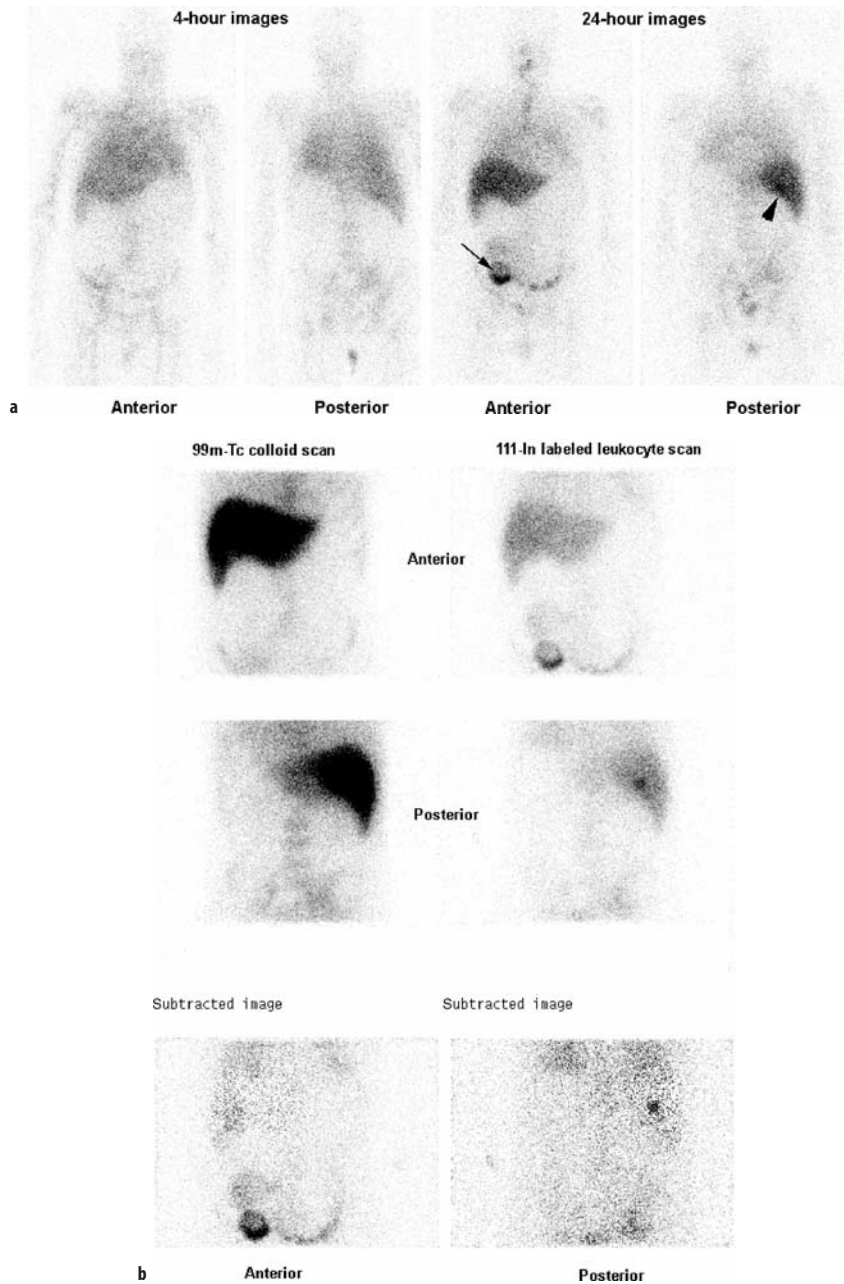 4-hour images 24-hour images
a Anterior Posterior Anterior Posterior
99m-Tc colloid scan 111-In labeled leukocyte scan
Anterior
Posterior
Subtracted image Subtracted image
b Anterior Posterior